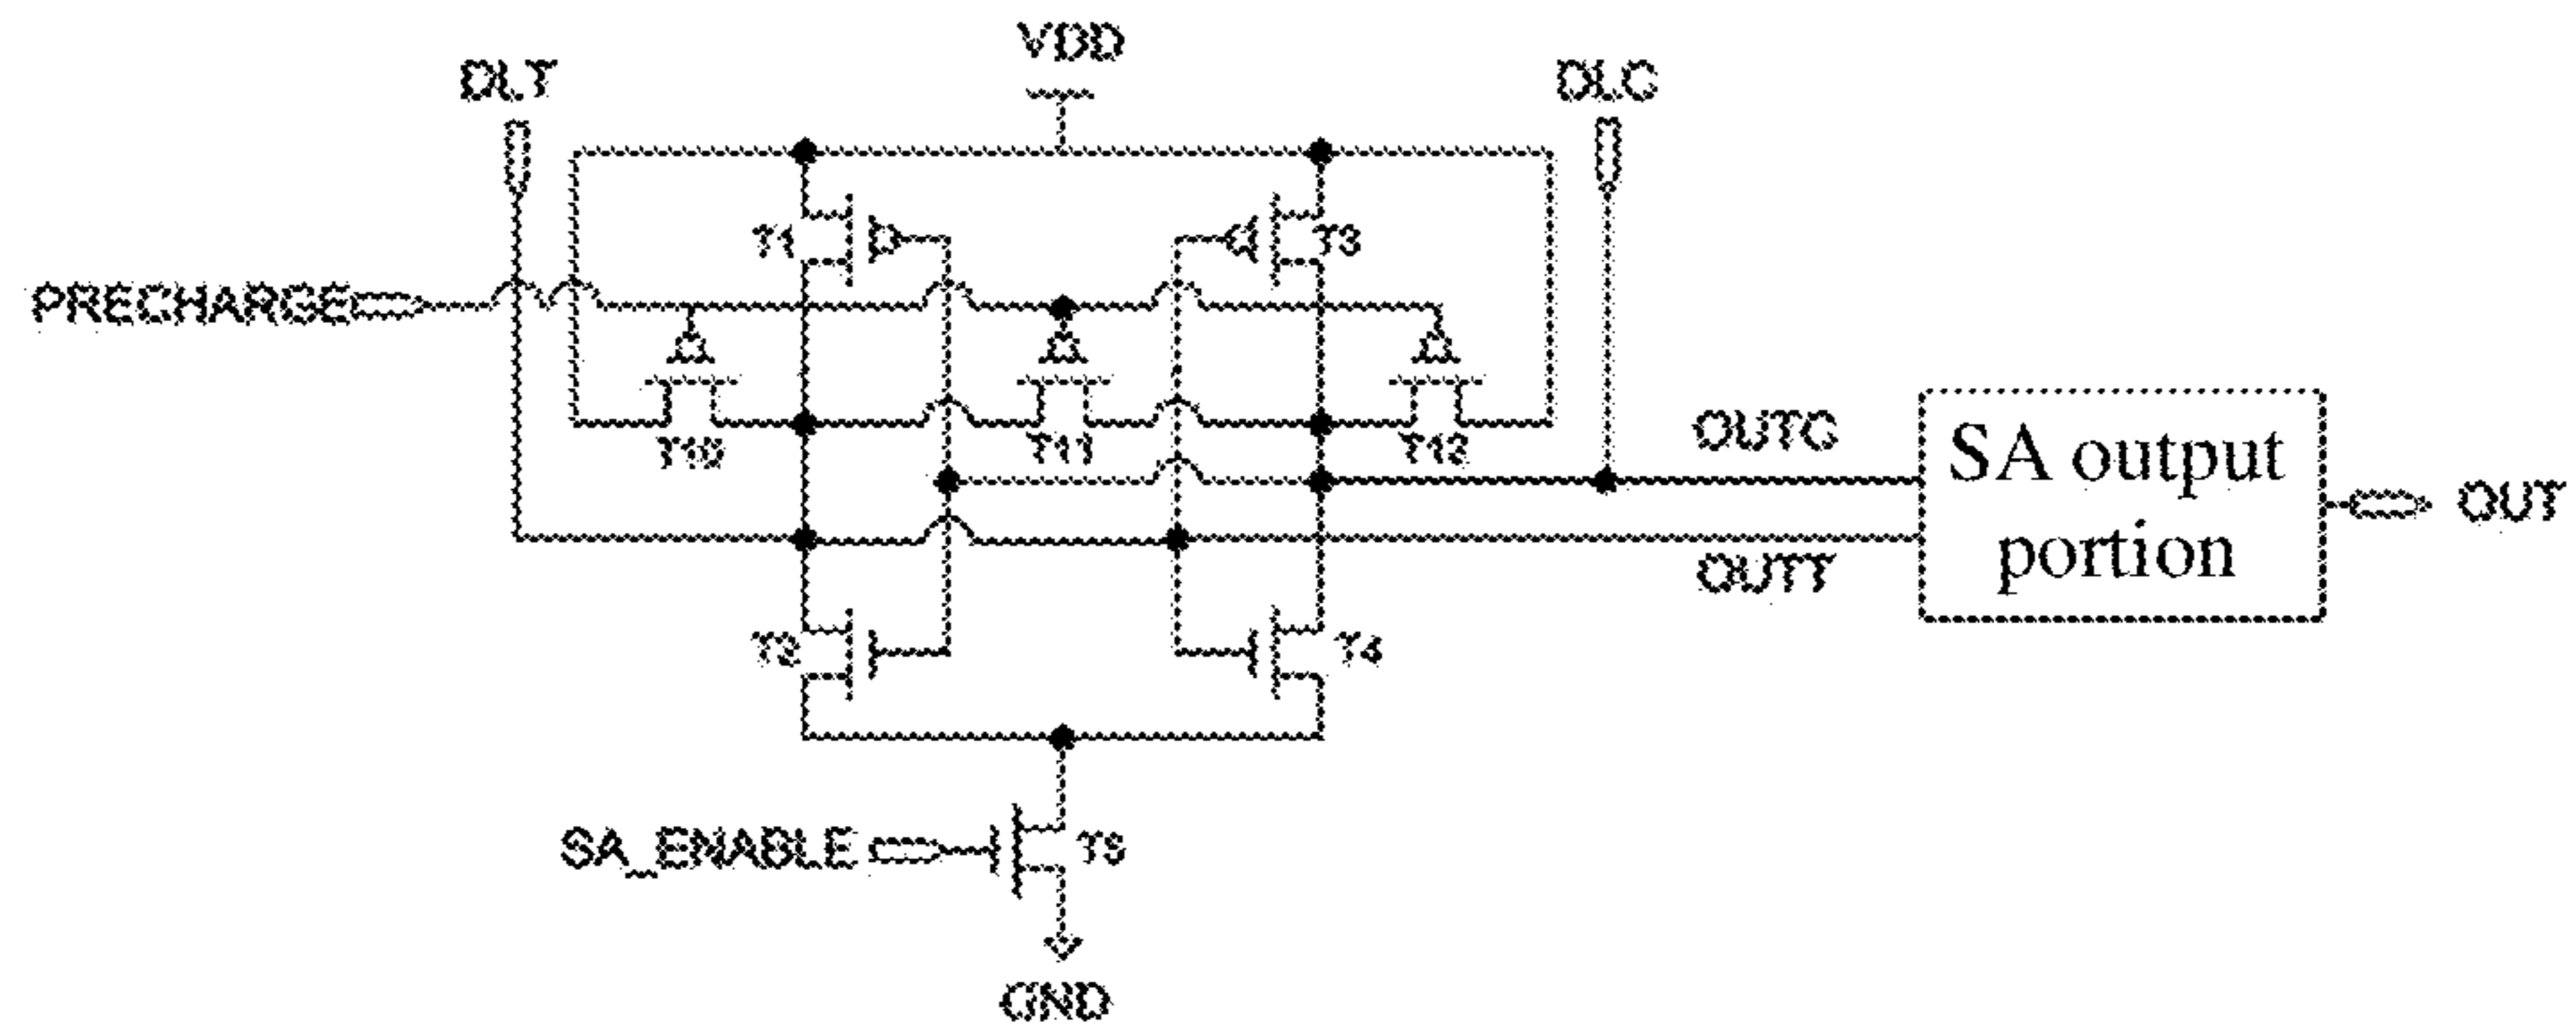 VDD
DLT
DLC
T1
T3
PRECHARGE
T10
T11
T12
OUTC
SA output
portion
OUT
OUTT
T2
T4
SA_ENABLE
T5
GND